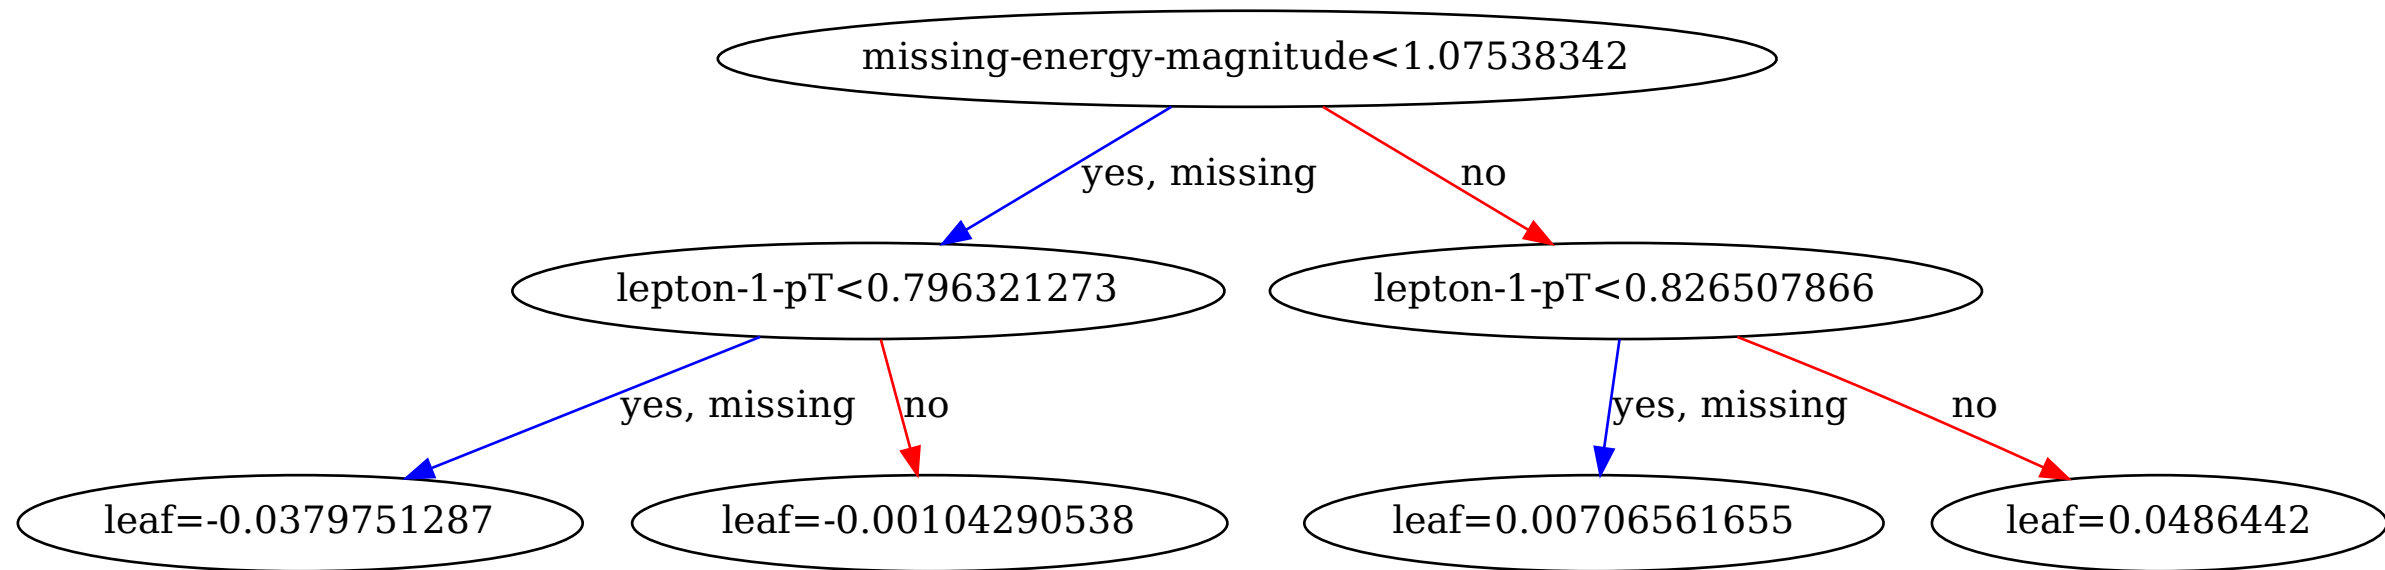 missing-energy-magnitude<1.07538342
yes, missing
no
lepton-1-pT<0.796321273
lepton-1-pT<0.826507866
yes, missing
no
yes, missing
no
leaf=-0.0379751287
leaf=-0.00104290538
leaf=0.00706561655
leaf=0.0486442